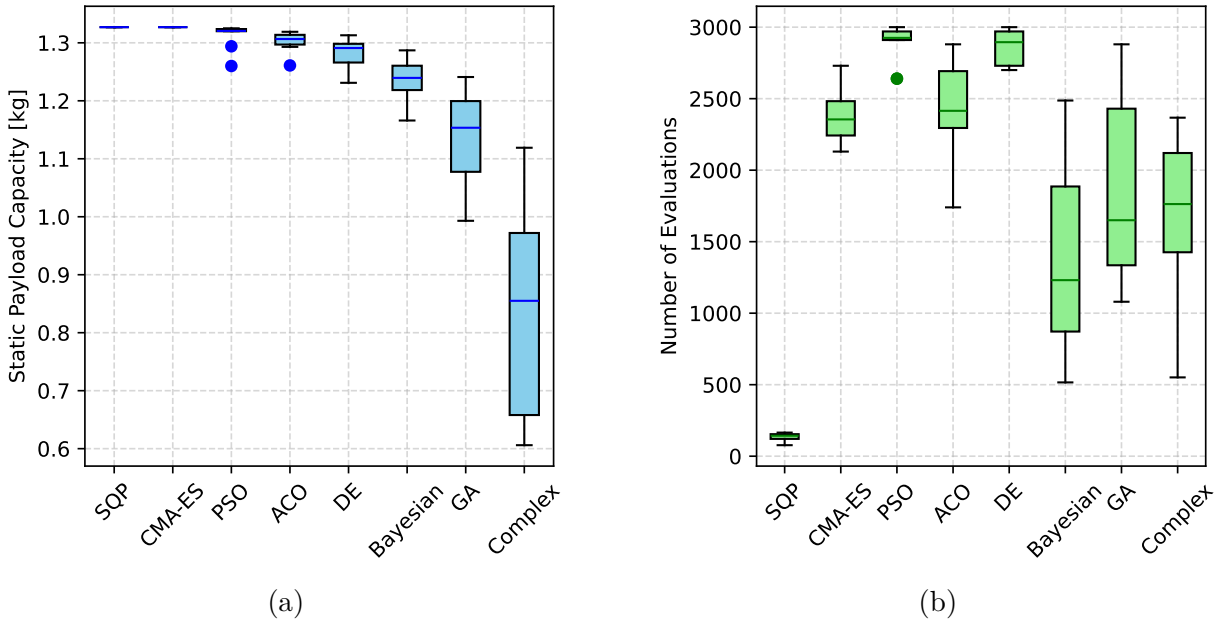 Static Payload Capacity [kg]
1.3
1.2
1.1
1.0
0.9
0.8
0.7
0.6
SQP
CMA-ES
PSO
ACO
DE
Bayesian
GA
Complex
(a)
Number of Evaluations
3000
2500
2000
1500
1000
500
0
SQP
CMA-ES
PSO
ACO
DE
Bayesian
GA
Complex
(b)